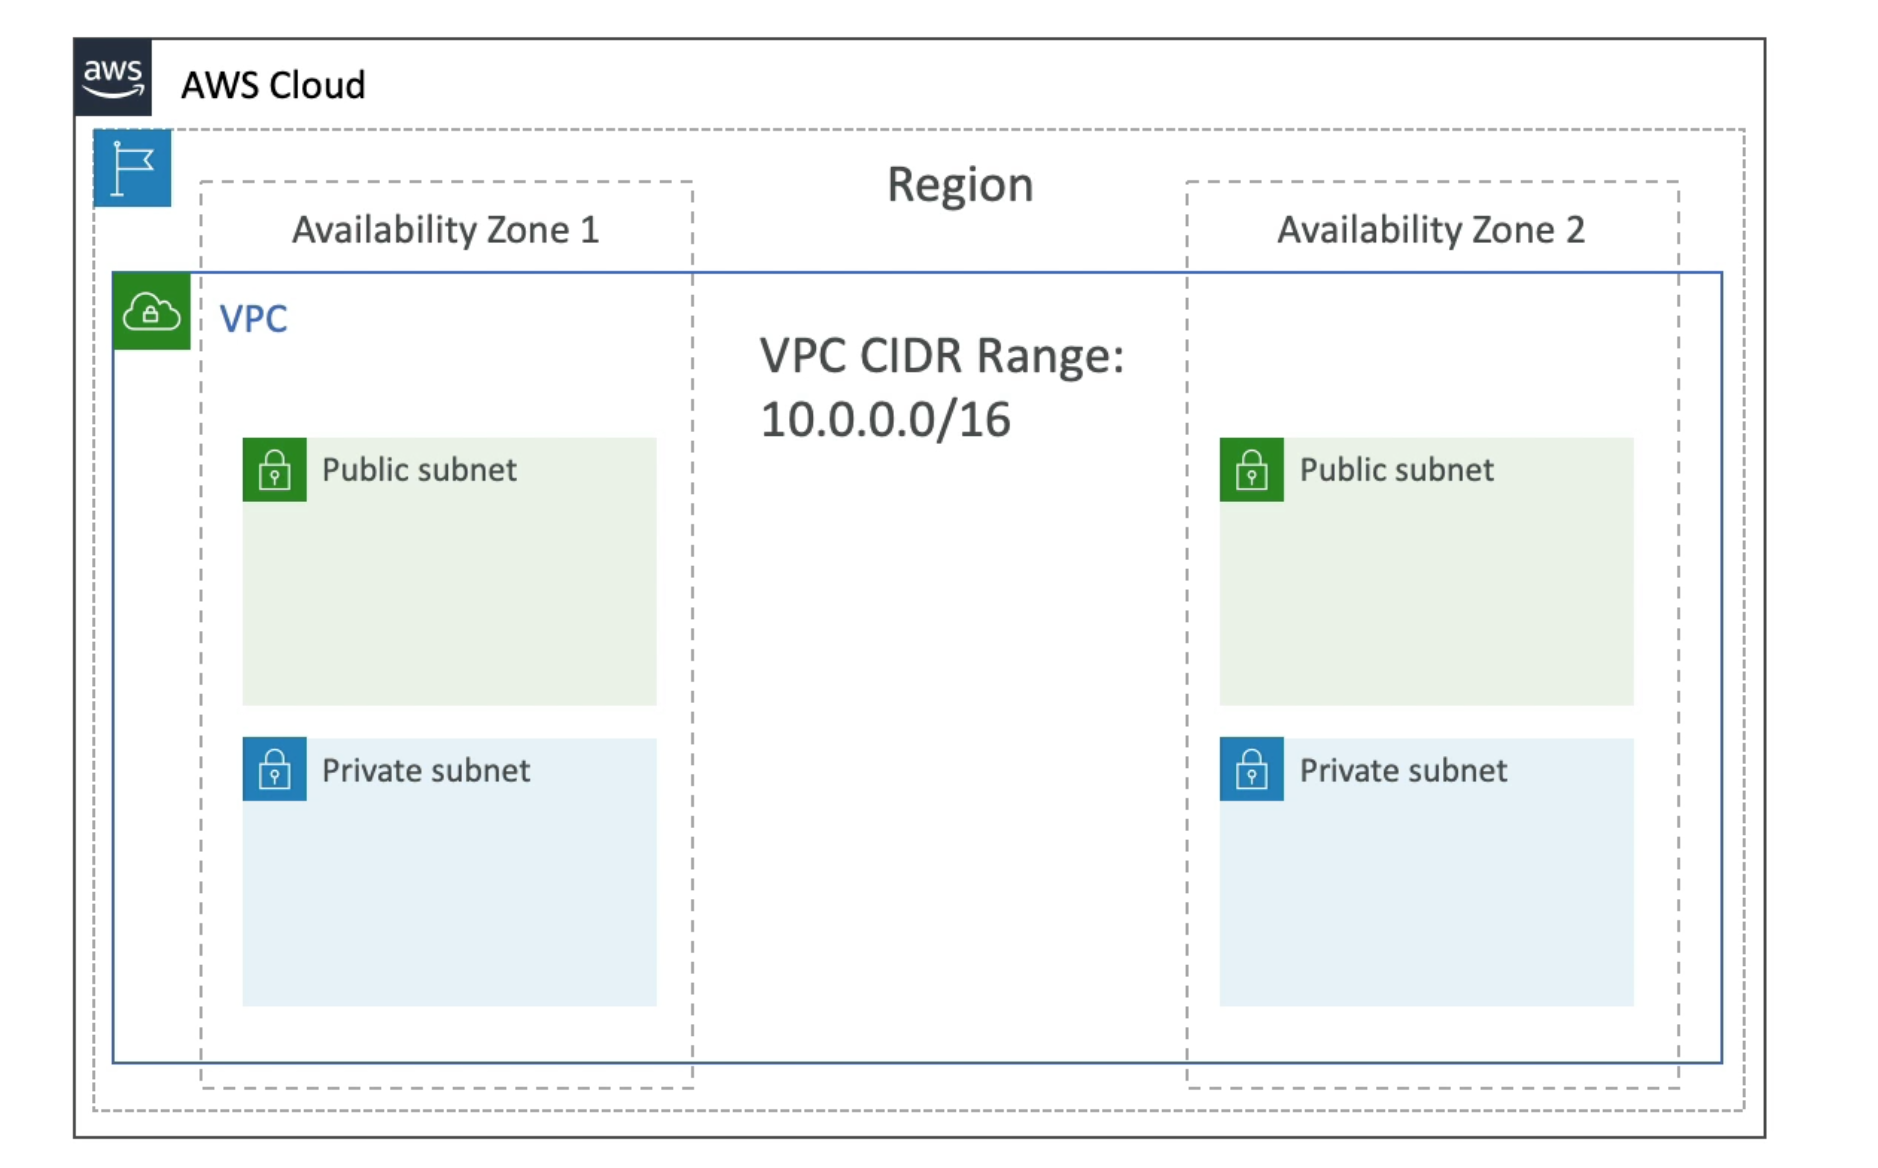 aws
AWS Cloud
Region
Availability Zone 1
Availability Zone 2
VPC
VPC CIDR Range:
10.0.0.0/16
Public subnet
Public subnet
Private subnet
Private subnet